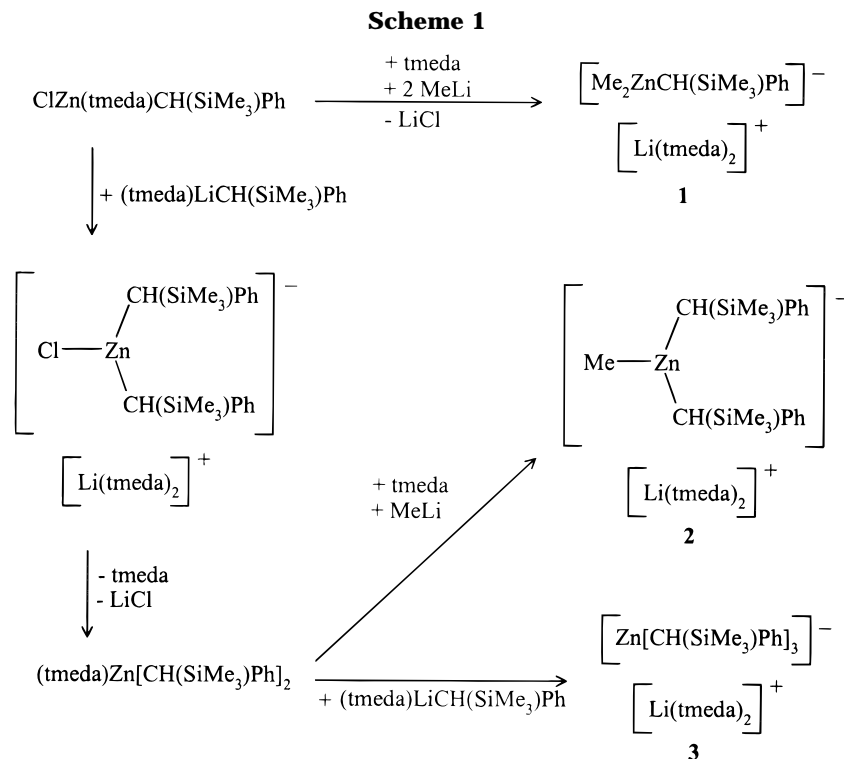 Scheme 1
ClZn(tmeda)CH(SiMe₃)Ph
+ tmeda
+ 2 MeLi
- LiCl
[Me₂ZnCH(SiMe₃)Ph]⁻
[Li(tmeda)₂]⁺
1
+ (tmeda)LiCH(SiMe₃)Ph
CH(SiMe₃)Ph
Cl—Zn
CH(SiMe₃)Ph
−
[Li(tmeda)₂]⁺
CH(SiMe₃)Ph
Me—Zn
CH(SiMe₃)Ph
−
[Li(tmeda)₂]⁺
2
+ tmeda
+ MeLi
- tmeda
- LiCl
(tmeda)Zn[CH(SiMe₃)Ph]₂
+ (tmeda)LiCH(SiMe₃)Ph
[Zn[CH(SiMe₃)Ph]₃]⁻
[Li(tmeda)₂]⁺
3